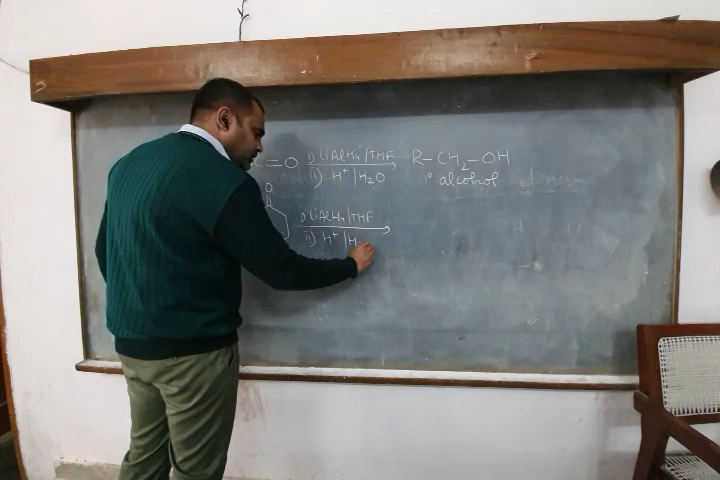 C=O i) LiAlH4/THF R-CH2-OH
ii) H+/H2O 1° alcohol
O
i) LiAlH4/THF
ii) H+/H